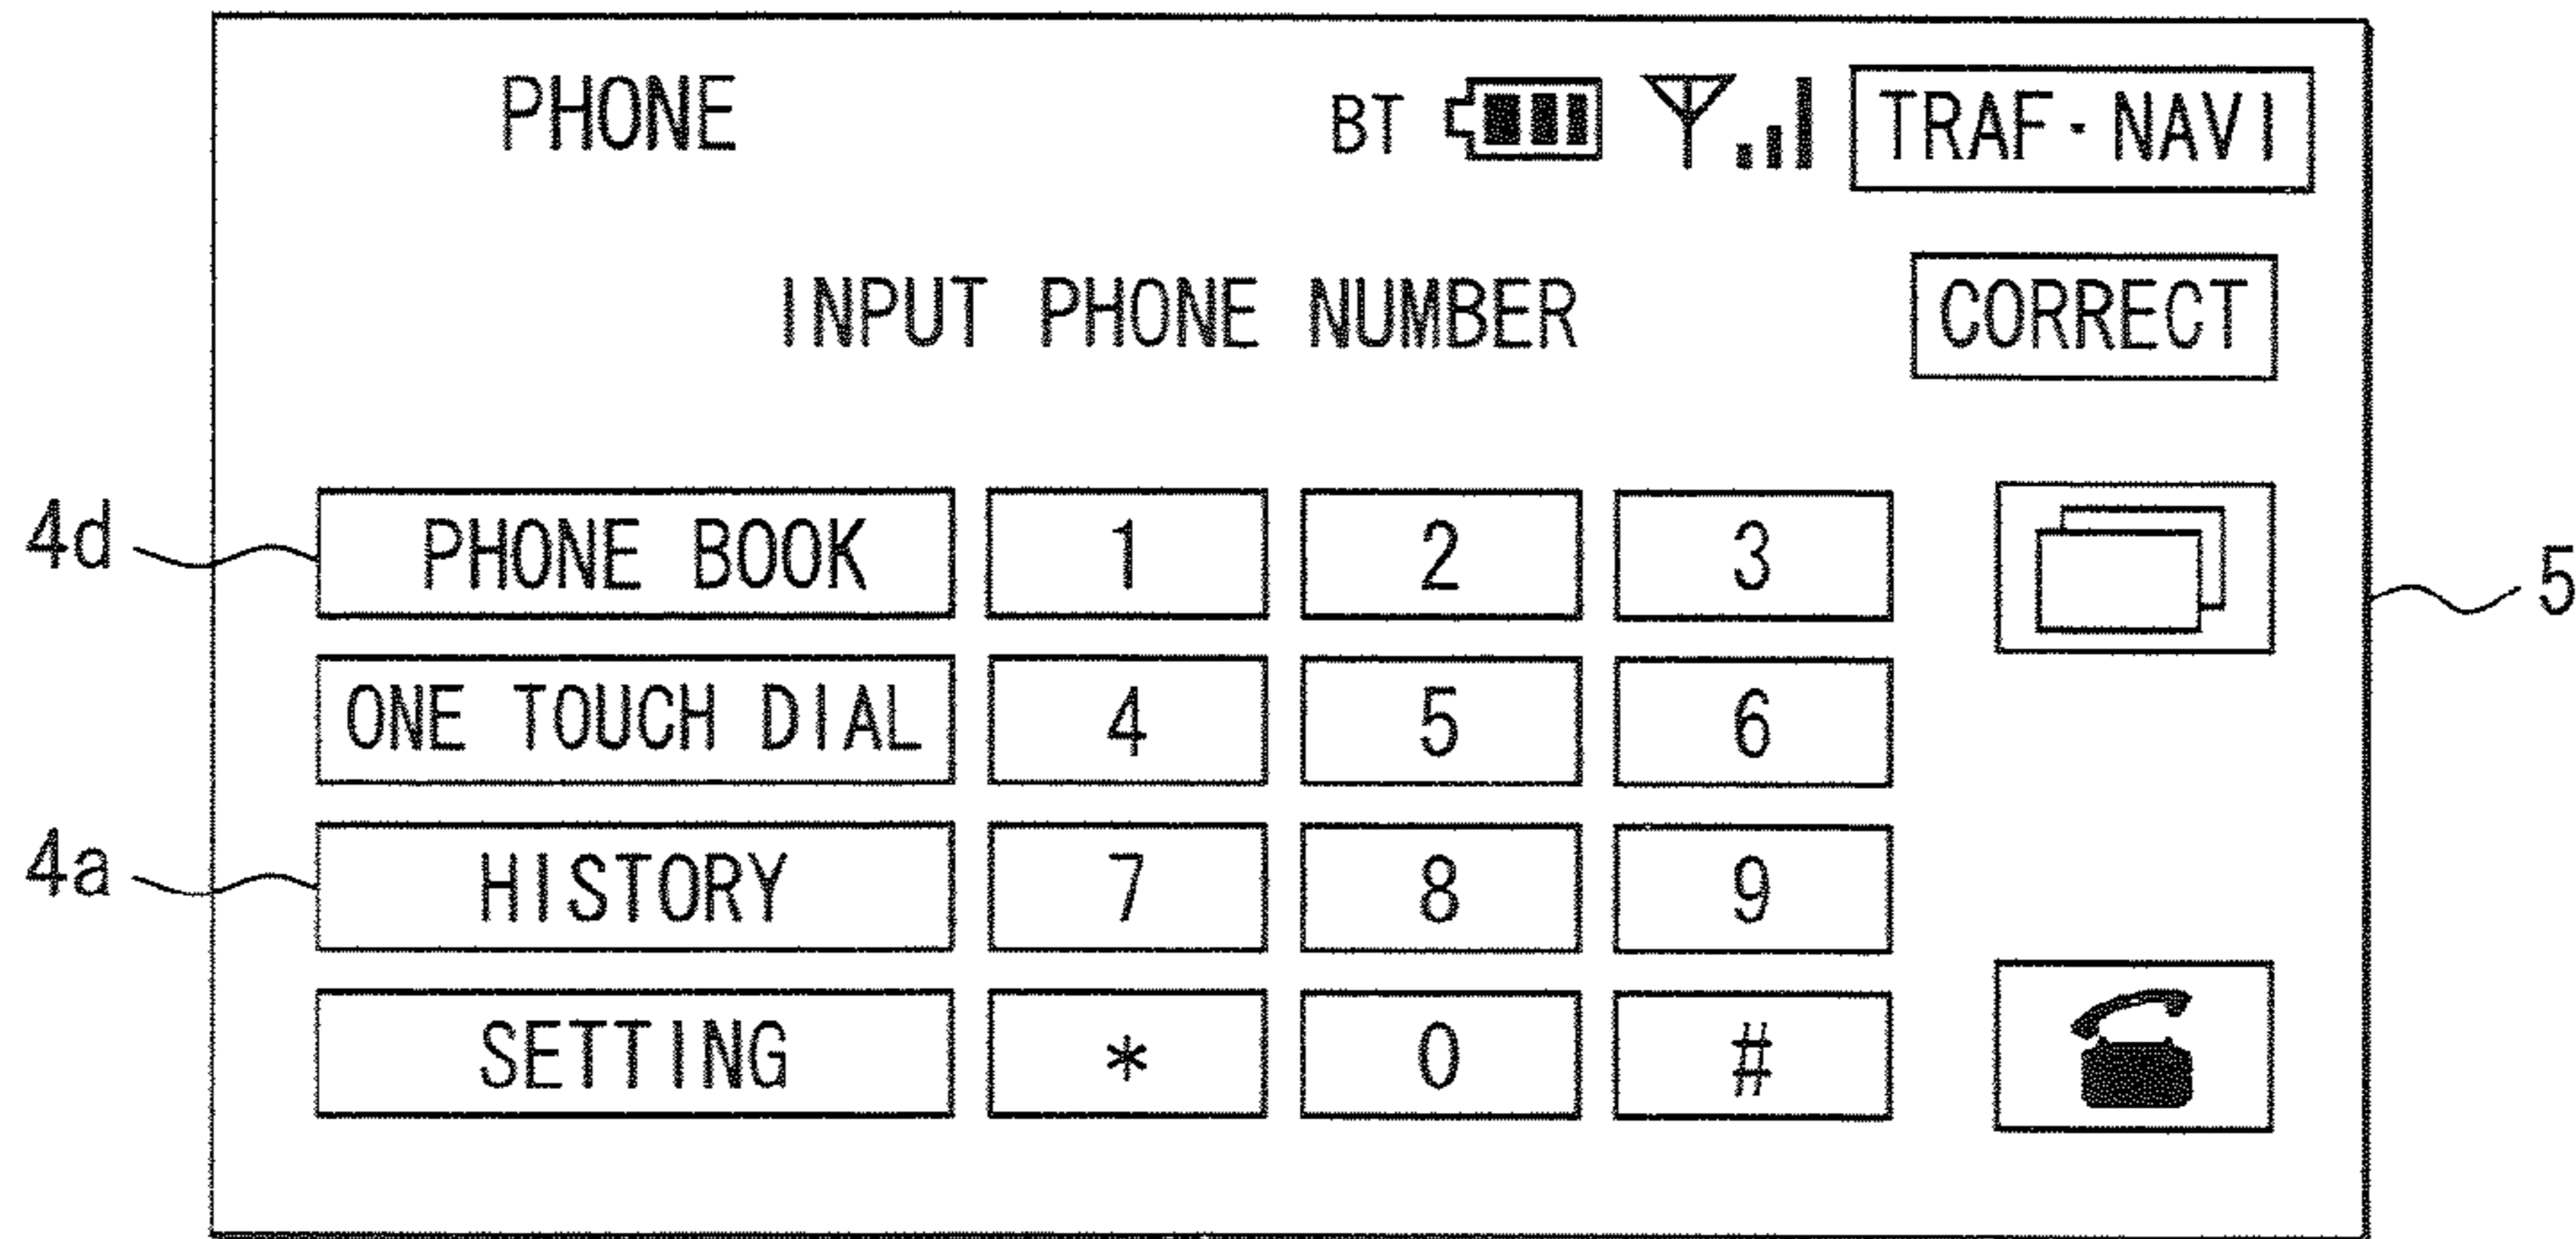 PHONE BT TRAF-NAVI
INPUT PHONE NUMBER CORRECT
4d PHONE BOOK 1 2 3 5
ONE TOUCH DIAL 4 5 6
4a HISTORY 7 8 9
SETTING * 0 #